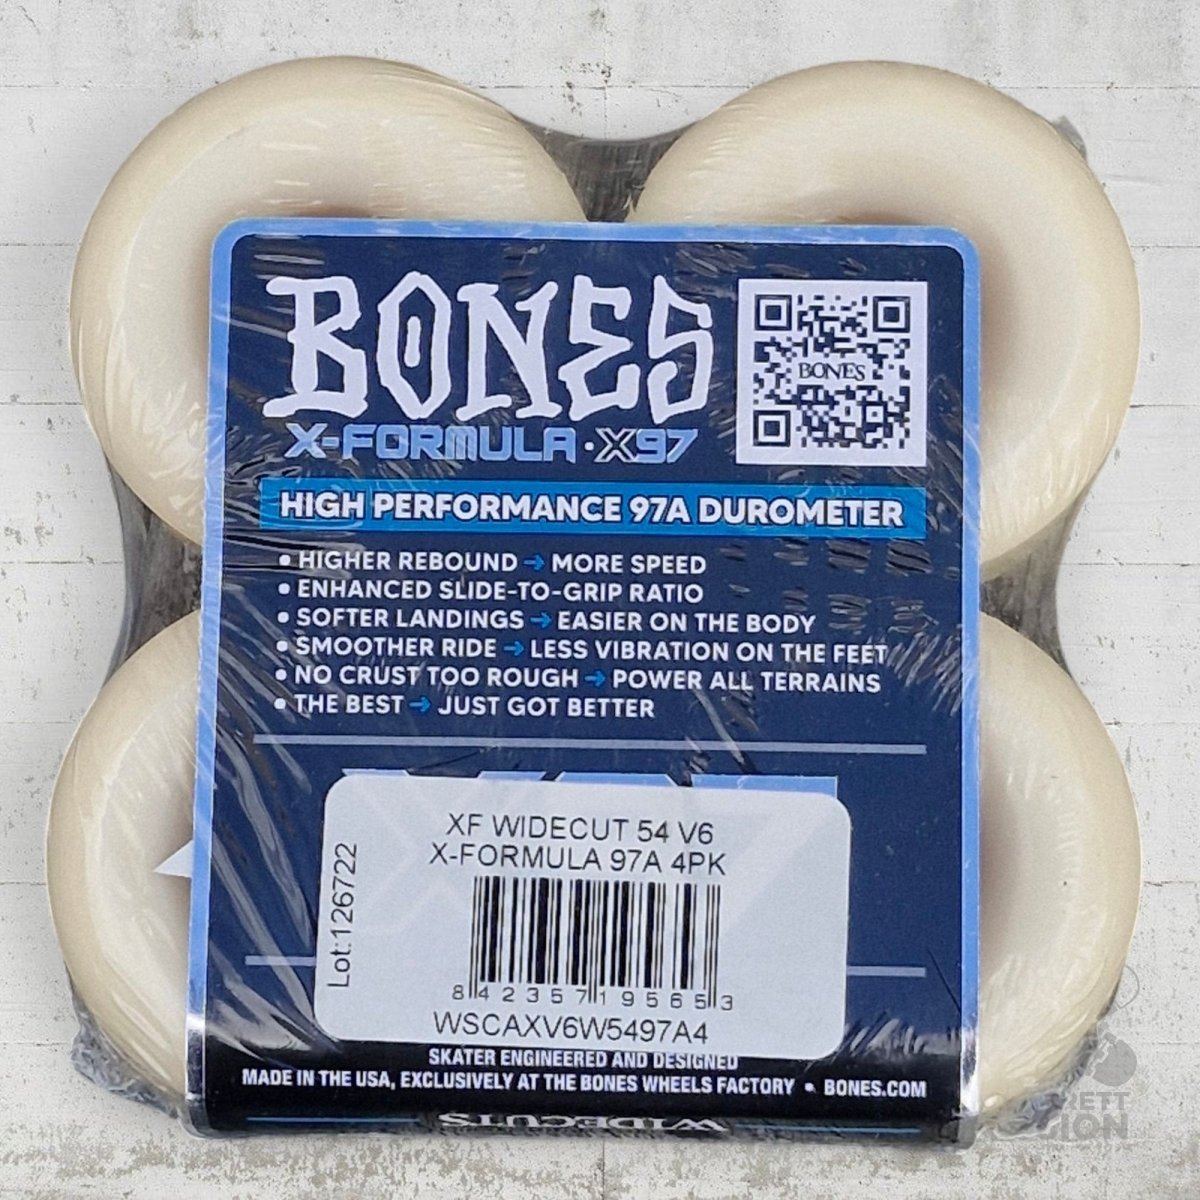 BONES
BONES
X-FORMULA · X97
HIGH PERFORMANCE 97A DUROMETER
• HIGHER REBOUND → MORE SPEED
• ENHANCED SLIDE-TO-GRIP RATIO
• SOFTER LANDINGS → EASIER ON THE BODY
• SMOOTHER RIDE → LESS VIBRATION ON THE FEET
• NO CRUST TOO ROUGH → POWER ALL TERRAINS
• THE BEST → JUST GOT BETTER
XF WIDECUT 54 V6
X-FORMULA 97A 4PK
Lot:126722
8 42357 19565 3
WSCAXV6W5497A4
SKATER ENGINEERED AND DESIGNED
MADE IN THE USA, EXCLUSIVELY AT THE BONES WHEELS FACTORY • BONES.COM
WIDECUTS